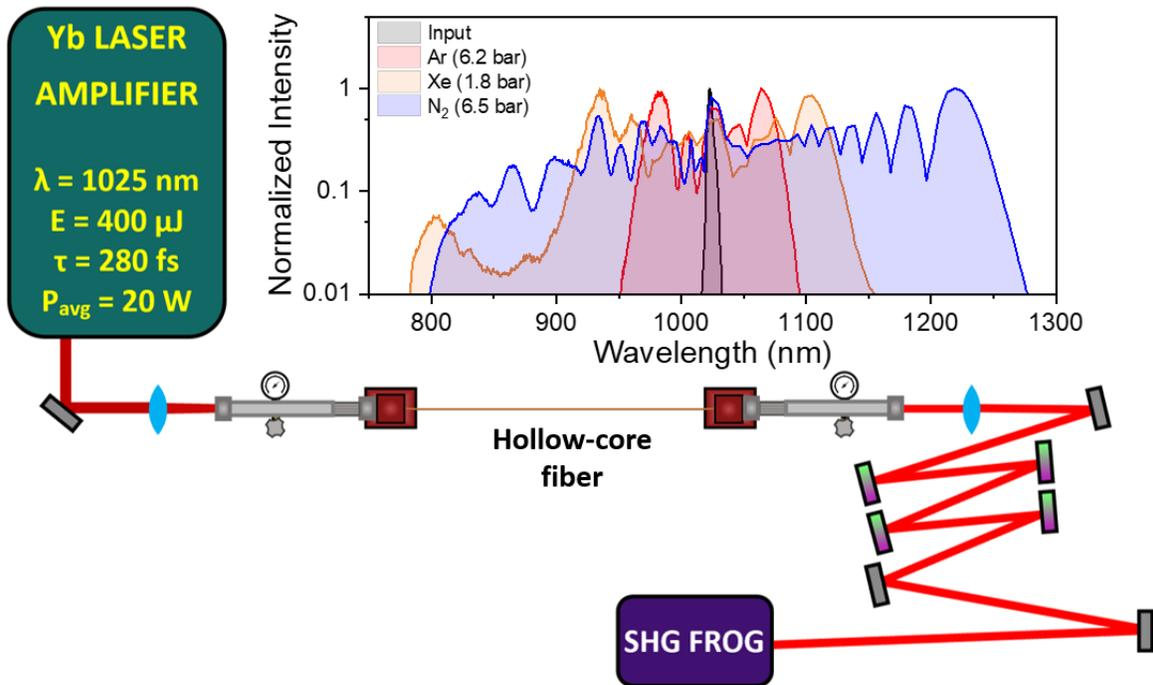 Yb LASER
AMPLIFIER
λ = 1025 nm
E = 400 μJ
τ = 280 fs
Pavg = 20 W
Normalized Intensity
1
0.1
0.01
Input
Ar (6.2 bar)
Xe (1.8 bar)
N2 (6.5 bar)
800 900 1000 1100 1200 1300
Wavelength (nm)
Hollow-core
fiber
SHG FROG